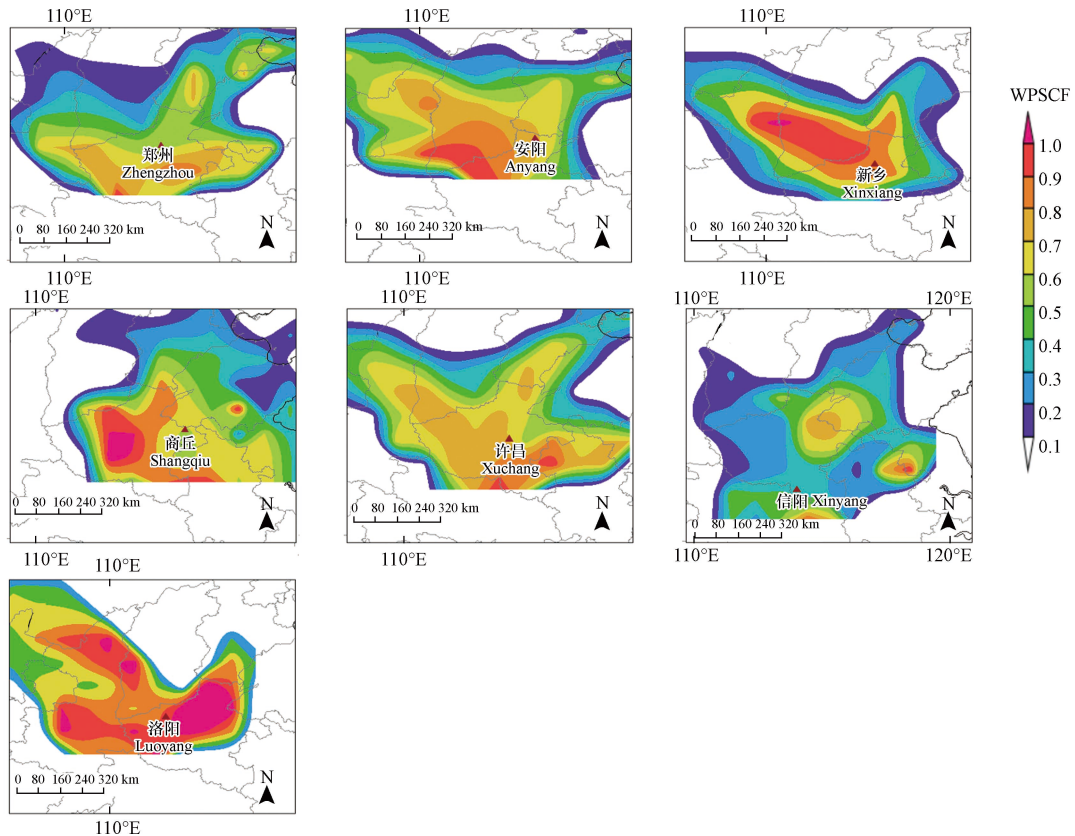 110°E
110°E
110°E
郑州
Zhengzhou
N
0 80 160 240 320 km
安阳
Anyang
N
0 80 160 240 320 km
新乡
Xinxiang
N
0 80 160 240 320 km
110°E
110°E
110°E
WPSCF
1.0
0.9
0.8
0.7
0.6
0.5
0.4
0.3
0.2
0.1
110°E
110°E
110°E
120°E
商丘
Shangqiu
N
0 80 160 240 320 km
许昌
Xuchang
N
0 80 160 240 320 km
信阳 Xinyang
N
0 80 160 240 320 km
110°E
110°E
110°E
120°E
110°E
洛阳
Luoyang
N
0 80 160 240 320 km
110°E